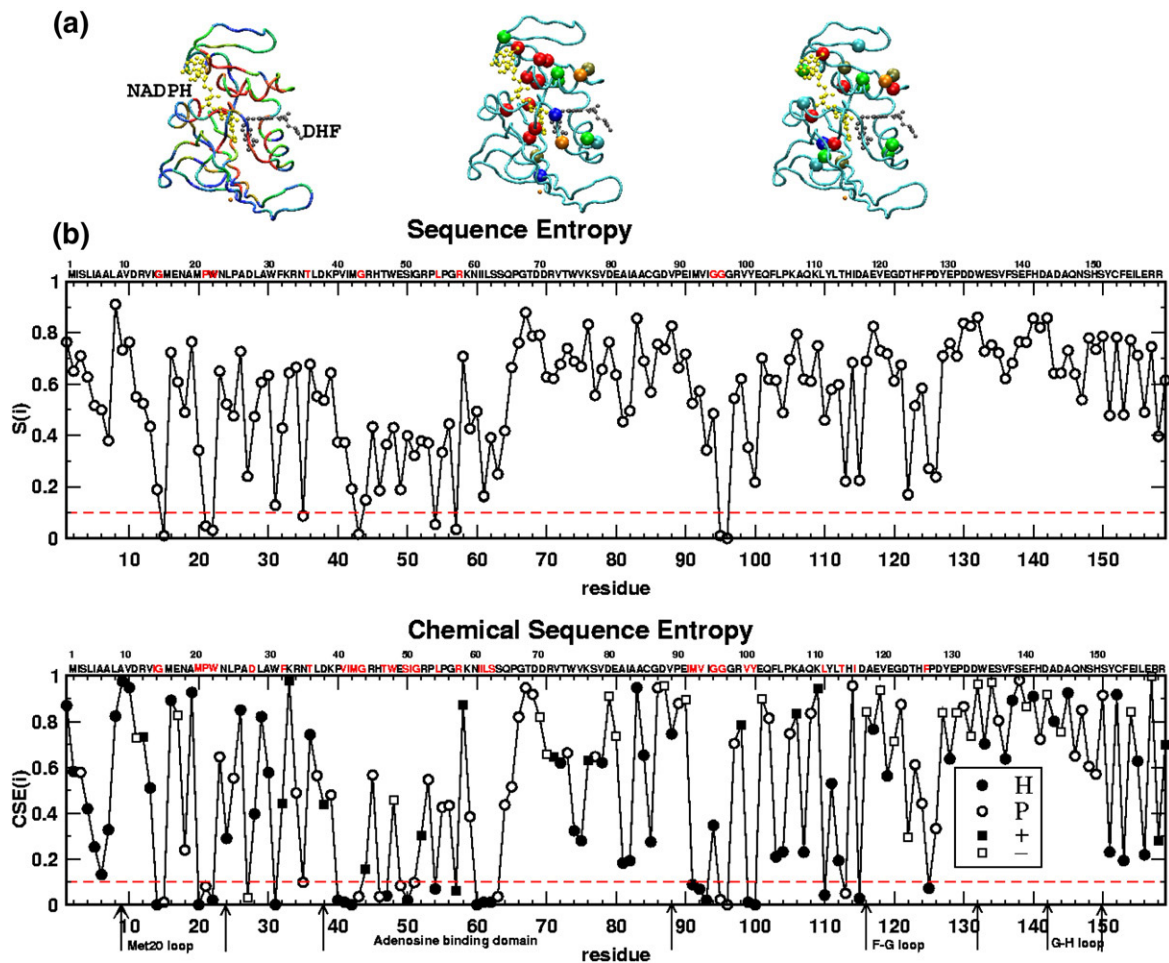 (a)
NADPH
DHF
(b)
Sequence Entropy
1 10 20 30 40 50 60 70 80 90 100 110 120 130 140 150
MISLIAALAVDRVIGMENAMPWNLPADLAWFKRNTLDKPVIMGRHTWESIGRPLPGRKNIILSSQPGTDDRVTWVKSVDEAIAACGDVPEIMVIGGGRVYEQFLPKAQKLYLTHIDAEVEGDTHFPDYEPDDWESVFSEFHDADAQNSHSYCFEILERR
1
0.8
0.6
0.4
0.2
0
S(i)
10 20 30 40 50 60 70 80 90 100 110 120 130 140 150
residue
Chemical Sequence Entropy
1 10 20 30 40 50 60 70 80 90 100 110 120 130 140 150
MISLIAALAVDRVIGMENAMPWNLPADLAWFKRNTLDKPVIMGRHTWESIGRPLPGRKNIILSSQPGTDDRVTWVKSVDEAIAACGDVPEIMVIGGGRVYEQFLPKAQKLYLTHIDAEVEGDTHFPDYEPDDWESVFSEFHDADAQNSHSYCFEILERR
1
0.8
0.6
0.4
0.2
0
CSE(i)
H
P
+
−
10 20 30 40 50 60 70 80 90 100 110 120 130 140 150
Met20 loop
Adenosine binding domain
F-G loop
G-H loop
residue